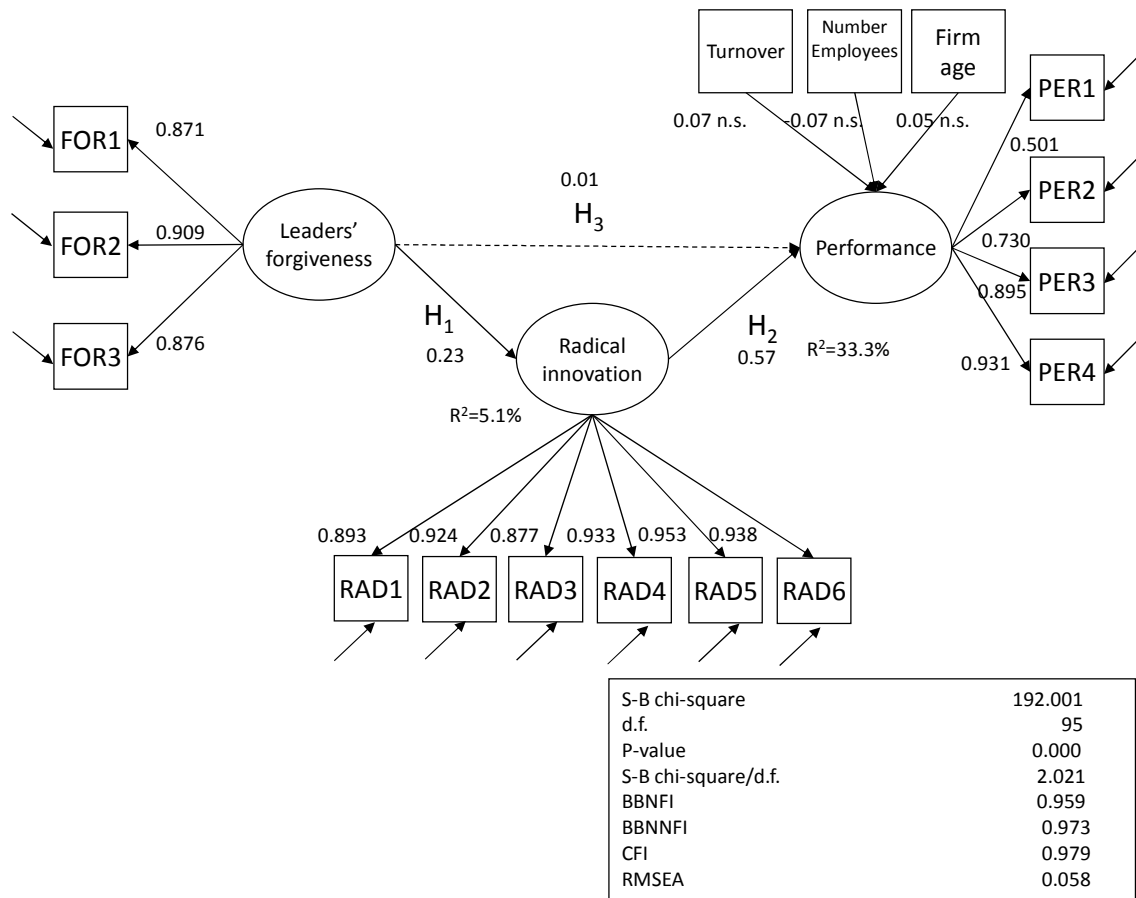 Turnover
Number
Employees
Firm
age
0.07 n.s.
-0.07 n.s.
0.05 n.s.
PER1
0.501
PER2
0.730
PER3
0.895
PER4
0.931
FOR1
0.871
FOR2
0.909
FOR3
0.876
Leaders'
forgiveness
0.01
H3
Performance
H1
0.23
Radical
innovation
H2
0.57
R2=33.3%
R2=5.1%
0.893
0.924
0.877
0.933
0.953
0.938
RAD1
RAD2
RAD3
RAD4
RAD5
RAD6
S-B chi-square 192.001
d.f. 95
P-value 0.000
S-B chi-square/d.f. 2.021
BBNFI 0.959
BBNNFI 0.973
CFI 0.979
RMSEA 0.058